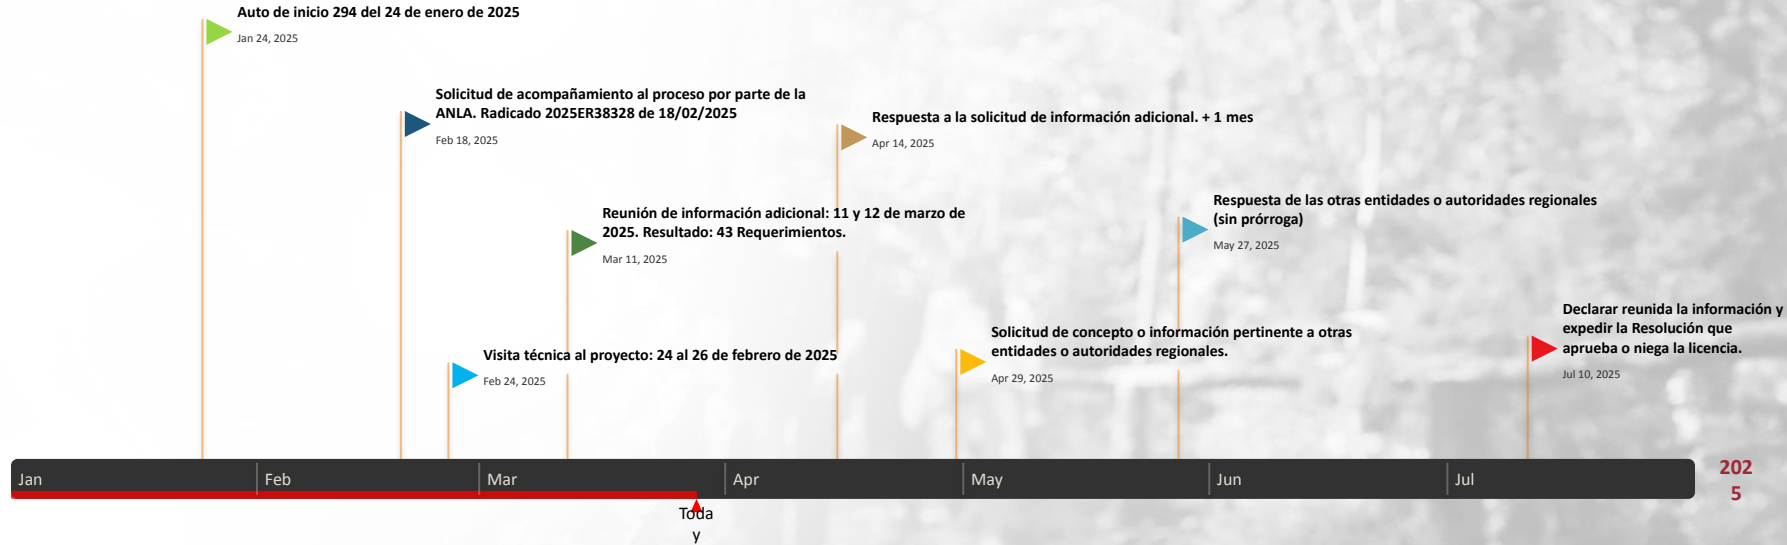 Auto de inicio 294 del 24 de enero de 2025
Jan 24, 2025
Solicitud de acompañamiento al proceso por parte de la
ANLA. Radicado 2025ER38328 de 18/02/2025
Feb 18, 2025
Respuesta a la solicitud de información adicional. + 1 mes
Apr 14, 2025
Reunión de información adicional: 11 y 12 de marzo de
2025. Resultado: 43 Requerimientos.
Mar 11, 2025
Respuesta de las otras entidades o autoridades regionales
(sin prórroga)
May 27, 2025
Visita técnica al proyecto: 24 al 26 de febrero de 2025
Feb 24, 2025
Solicitud de concepto o información pertinente a otras
entidades o autoridades regionales.
Apr 29, 2025
Declarar reunida la información y
expedir la Resolución que
aprueba o niega la licencia.
Jul 10, 2025
Jan
Feb
Mar
Apr
May
Jun
Jul
202
5
Toda
y